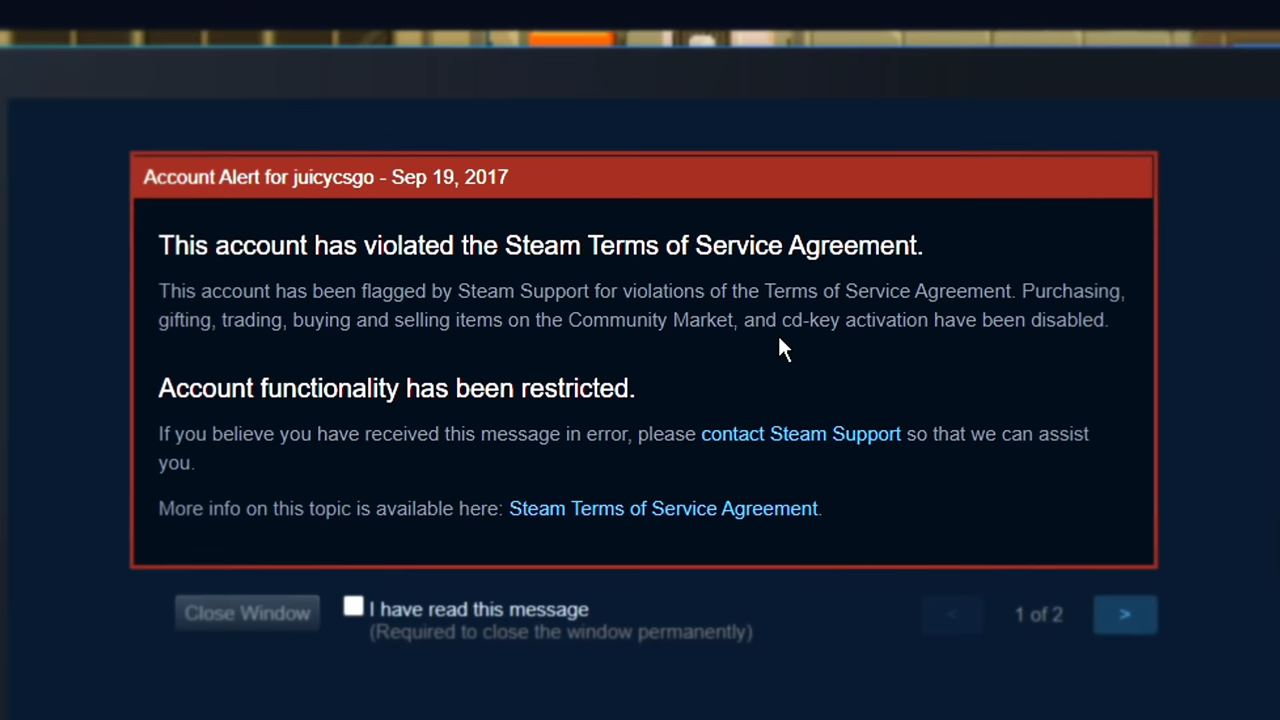 Account Alert for juicycsgo - Sep 19, 2017
This account has violated the Steam Terms of Service Agreement.
This account has been flagged by Steam Support for violations of the Terms of Service Agreement. Purchasing,
gifting, trading, buying and selling items on the Community Market, and cd-key activation have been disabled.
Account functionality has been restricted.
If you believe you have received this message in error, please contact Steam Support so that we can assist
you.
More info on this topic is available here: Steam Terms of Service Agreement.
Close Window
I have read this message
(Required to close the window permanently)
< 1 of 2 >